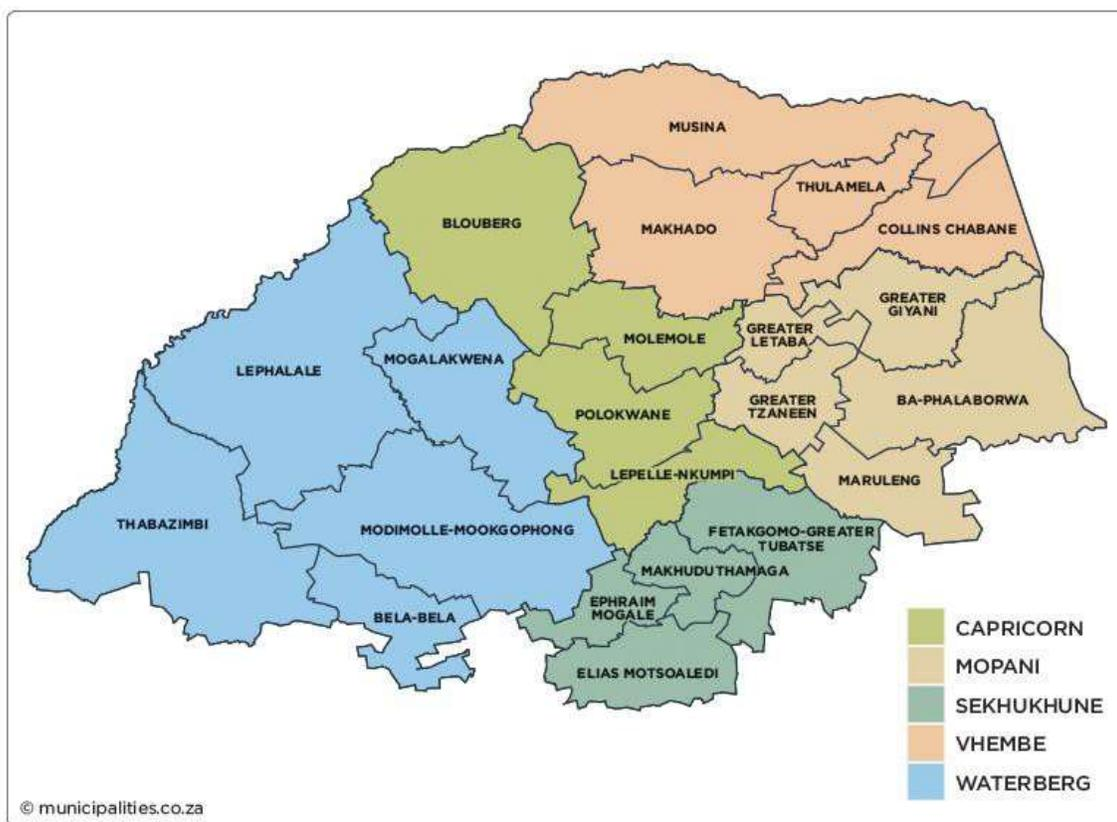 MUSINA
THULAMELA
BLOUBERG
MAKHADO
COLLINS CHABANE
GREATER
GIYANI
MOLEMOLE
GREATER
LETABA
MOGALAKWENA
LEPHALALE
GREATER
TZANEEN
BA-PHALABORWA
POLOKWANE
LEPELLE-NKUMPI
MARULENG
THABAZIMBI
MODIMOLLE-MOOKGOPHONG
FETAKGOMO-GREATER
TUBATSE
MAKHUDUTHAMAGA
EPHRAIM
MOGALE
BELA-BELA
ELIAS MOTSOALEDI
CAPRICORN
MOPANI
SEKHUKHUNE
VHEMBE
WATERBERG
© municipalities.co.za